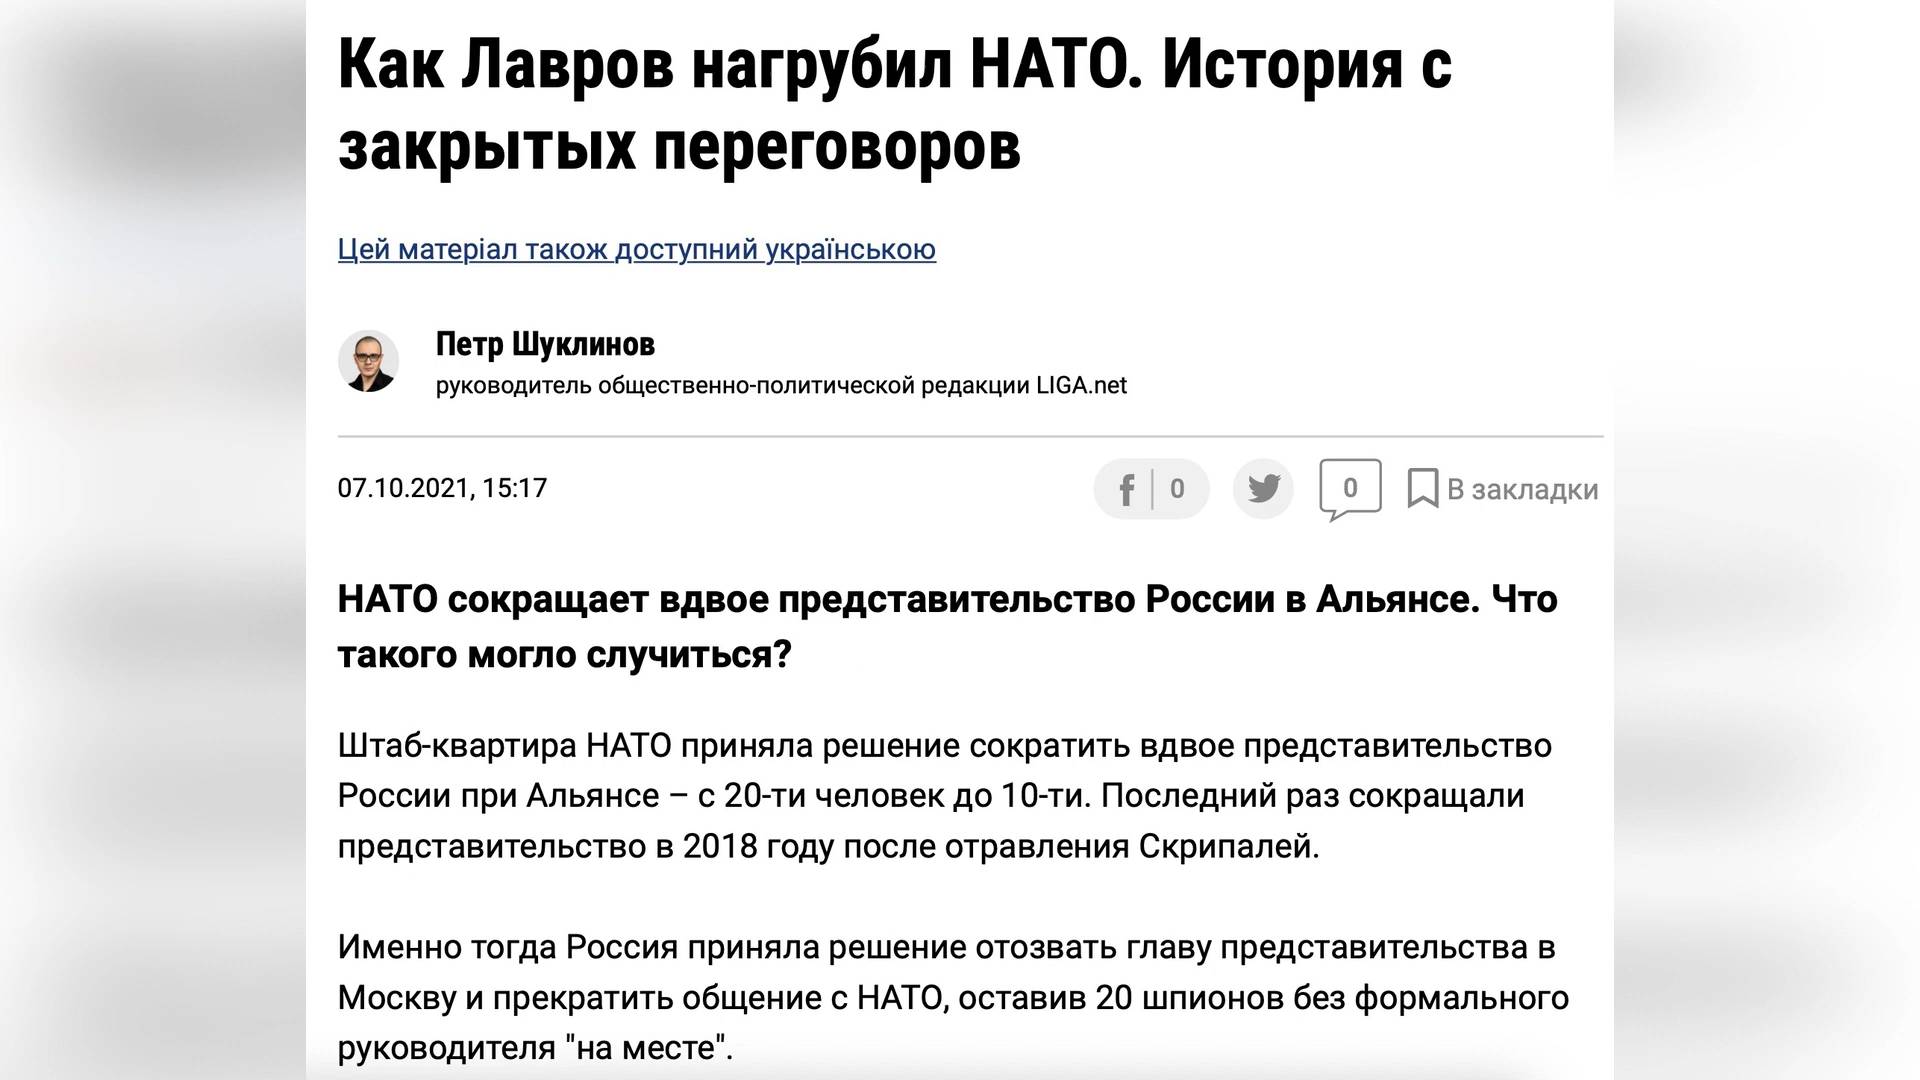 Как Лавров нагрубил НАТО. История с
закрытых переговоров
Цей матеріал також доступний українською
Петр Шуклинов
руководитель общественно-политической редакции LIGA.net
07.10.2021, 15:17
f 0
0
В закладки
НАТО сокращает вдвое представительство России в Альянсе. Что
такого могло случиться?
Штаб-квартира НАТО приняла решение сократить вдвое представительство
России при Альянсе – с 20-ти человек до 10-ти. Последний раз сокращали
представительство в 2018 году после отравления Скрипалей.
Именно тогда Россия приняла решение отозвать главу представительства в
Москву и прекратить общение с НАТО, оставив 20 шпионов без формального
руководителя "на месте".